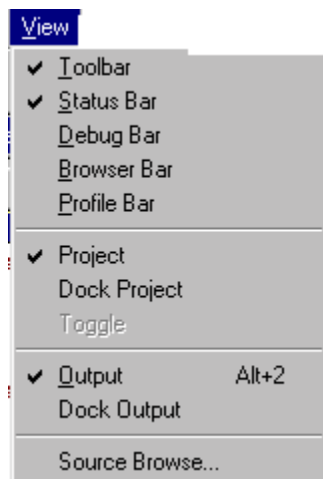 View
Toolbar
Status Bar
Debug Bar
Browser Bar
Profile Bar
Project
Dock Project
Toggle
Output Alt+2
Dock Output
Source Browse...